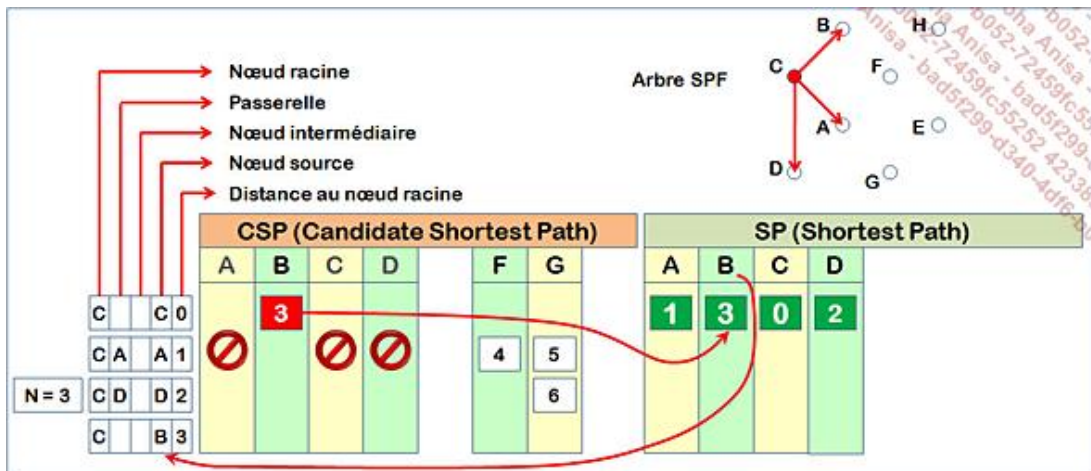 Nœud racine
Passerelle
Nœud intermédiaire
Nœud source
Distance au nœud racine
Arbre SPF
B
H
C
F
A
E
D
G
CSP (Candidate Shortest Path)
SP (Shortest Path)
A B C D F G
A B C D
C C 0
3
1 3 0 2
C A A 1
4 5
N = 3
C D D 2
6
C B 3